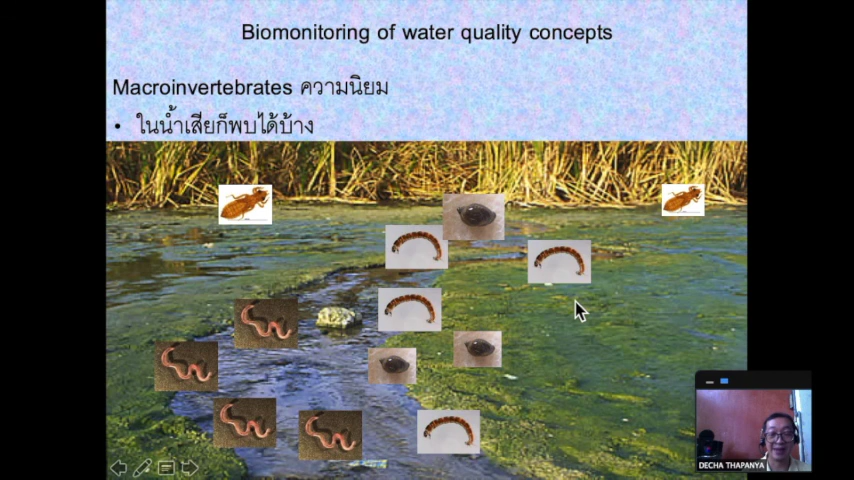 Biomonitoring of water quality concepts
Macroinvertebrates ความนิยม
• ในน้ำเสียก็พบได้บ้าง
DECHA THAPANYA